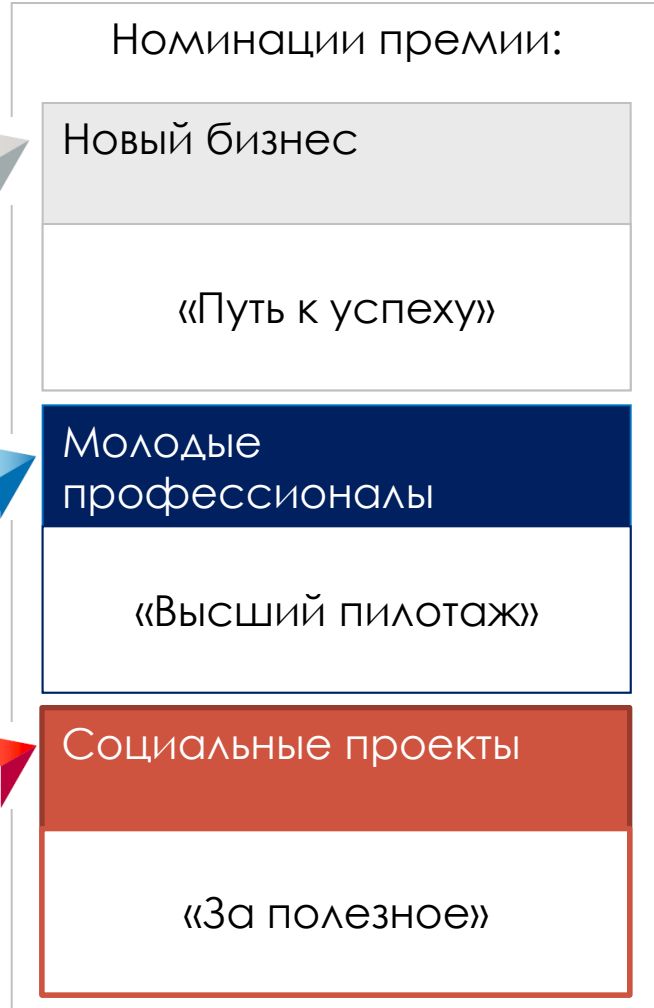 Номинации премии:
Новый бизнес
«Путь к успеху»
Молодые
профессионалы
«Высший пилотаж»
Социальные проекты
«За полезное»